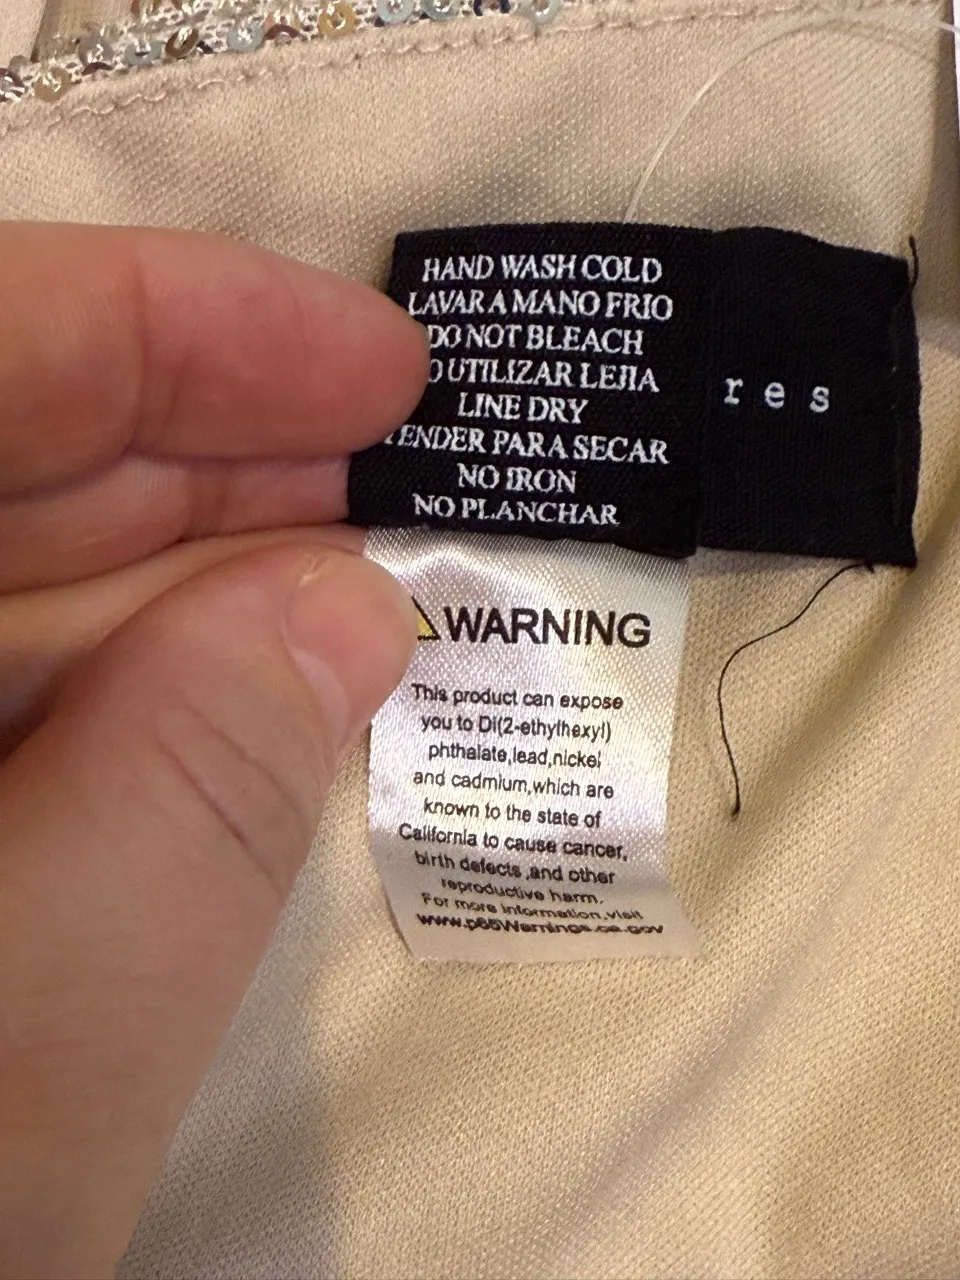 HAND WASH COLD
LAVAR A MANO FRIO
DO NOT BLEACH
O UTILIZAR LEJIA
LINE DRY
TENDER PARA SECAR
NO IRON
NO PLANCHAR
res
WARNING
This product can expose
you to Di(2-ethylhexyl)
phthalate,lead,nickel
and cadmium,which are
known to the state of
California to cause cancer,
birth defects ,and other
reproductive harm.
For more information,visit
www.p65Warnings.ca.gov